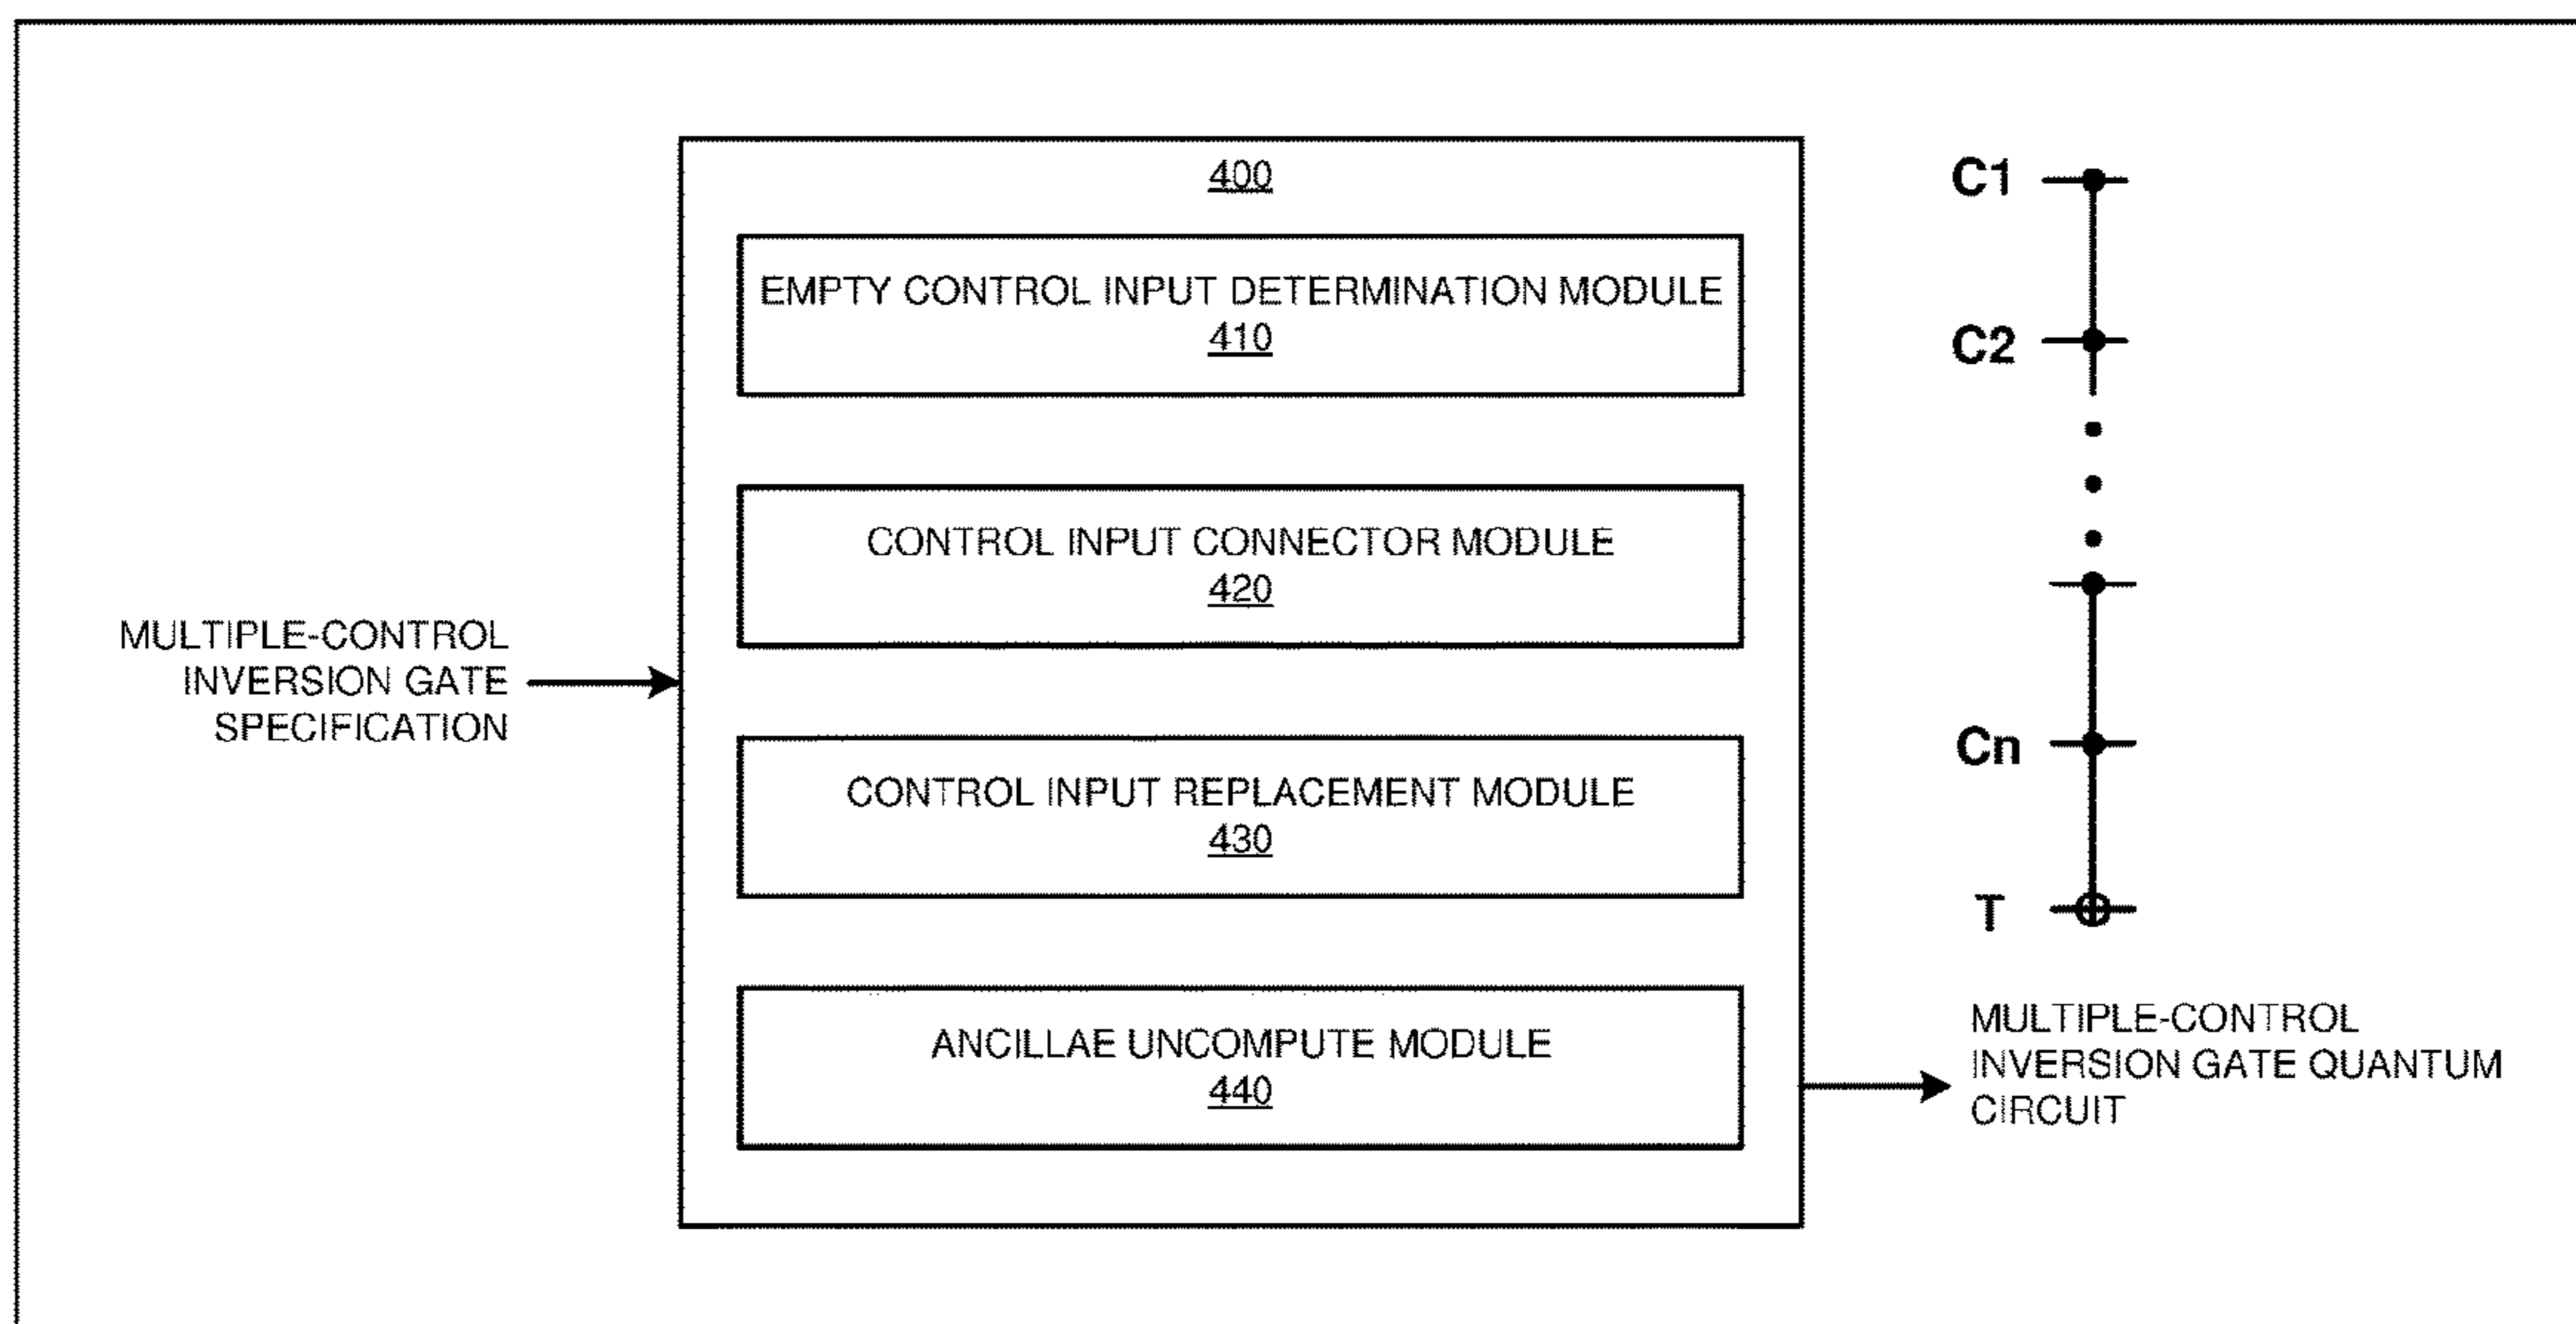 400
EMPTY CONTROL INPUT DETERMINATION MODULE
410
CONTROL INPUT CONNECTOR MODULE
420
CONTROL INPUT REPLACEMENT MODULE
430
ANCILLAE UNCOMPUTE MODULE
440
MULTIPLE-CONTROL
INVERSION GATE
SPECIFICATION
C1
C2
Cn
T
MULTIPLE-CONTROL
INVERSION GATE QUANTUM
CIRCUIT